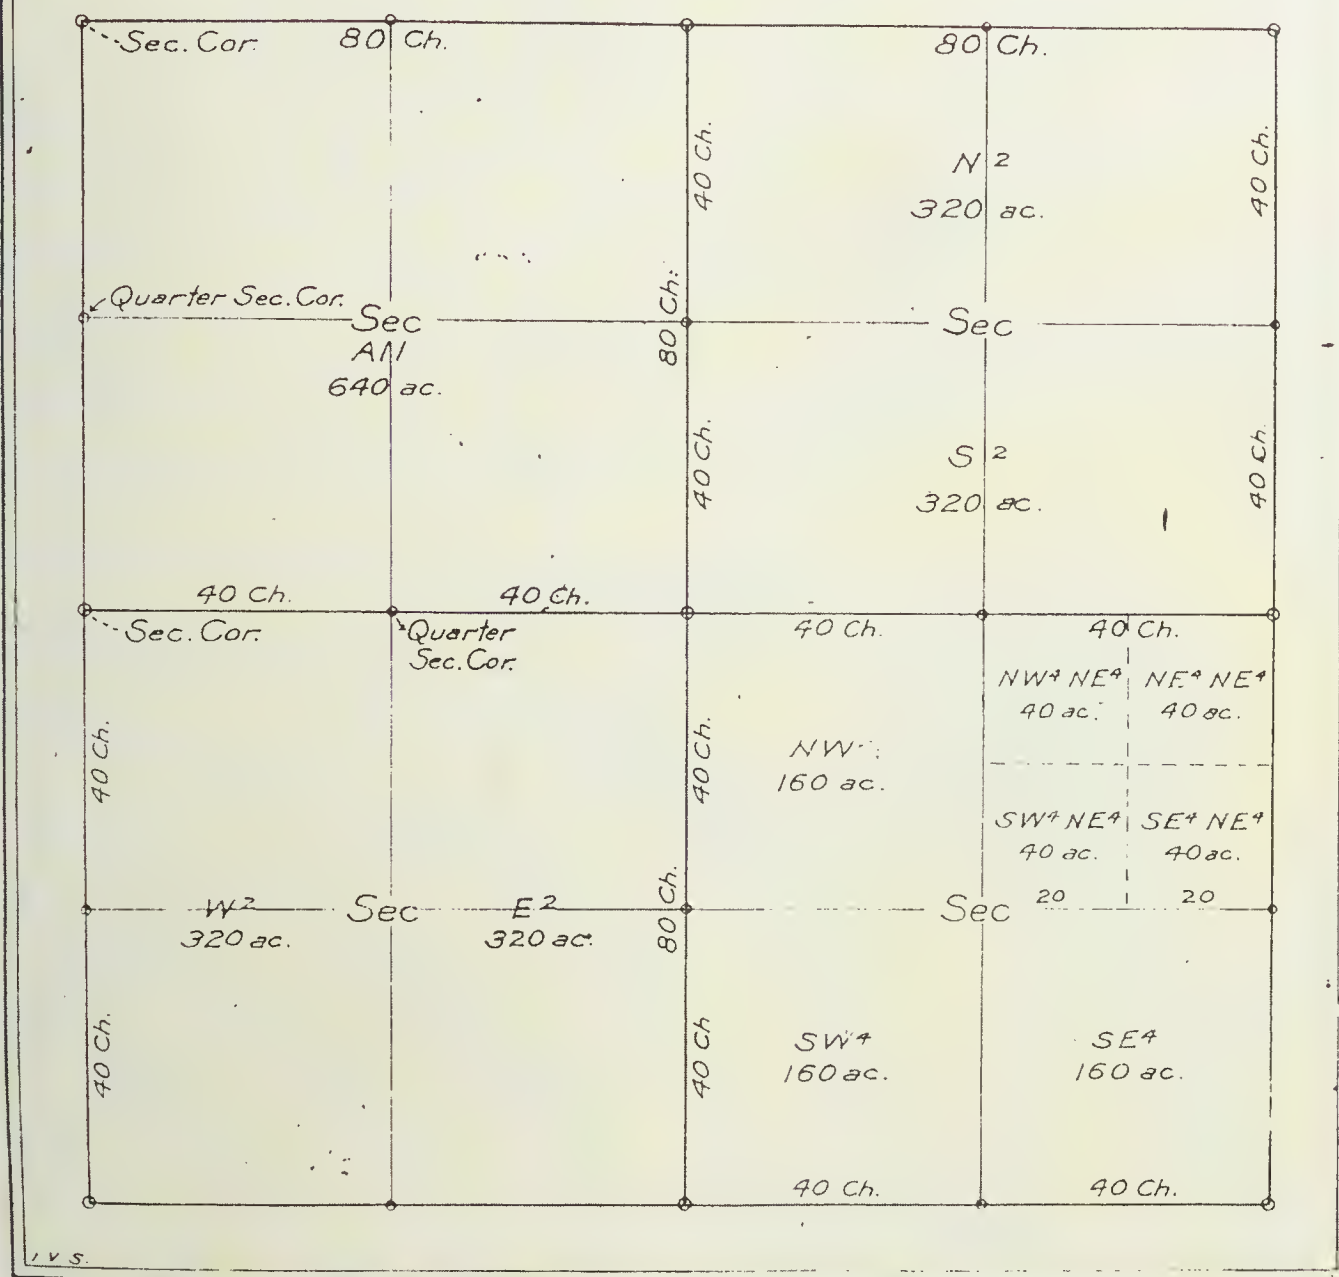 Sec. Cor.
80 Ch.
80 Ch.
40 Ch.
N 2
320 ac.
40 Ch.
Quarter Sec. Cor.
Sec
All
640 ac.
80 Ch.
Sec
40 Ch.
S 2
320 ac.
40 Ch.
40 Ch.
40 Ch.
Sec. Cor.
Quarter
Sec. Cor.
40 Ch.
40 Ch.
NW4 NE4
40 ac.
NE4 NE4
40 ac.
40 Ch.
40 Ch.
NW
160 ac.
SW4 NE4
40 ac.
SE4 NE4
40 ac.
20
20
W2
320 ac.
Sec
E2
320 ac.
80 Ch.
Sec
40 Ch.
40 Ch
SW4
160 ac.
SE4
160 ac.
40 Ch.
40 Ch.
I V S.